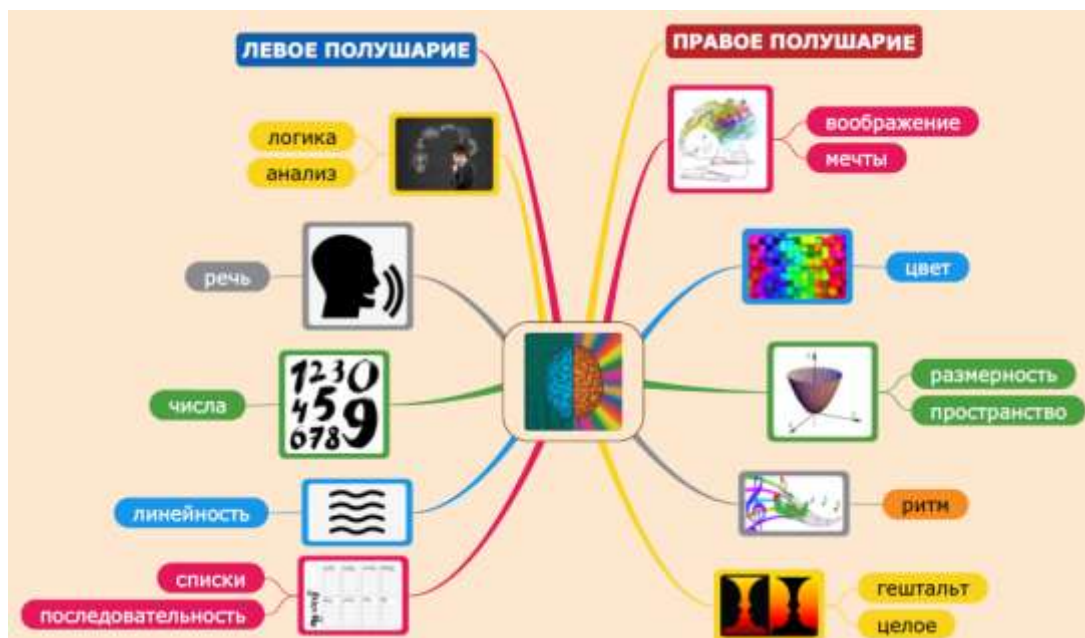 ЛЕВОЕ ПОЛУШАРИЕ
логика
анализ
речь
1230
459
678
числа
линейность
списки
последовательность
ПРАВОЕ ПОЛУШАРИЕ
воображение
мечты
цвет
размерность
пространство
ритм
гештальт
целое